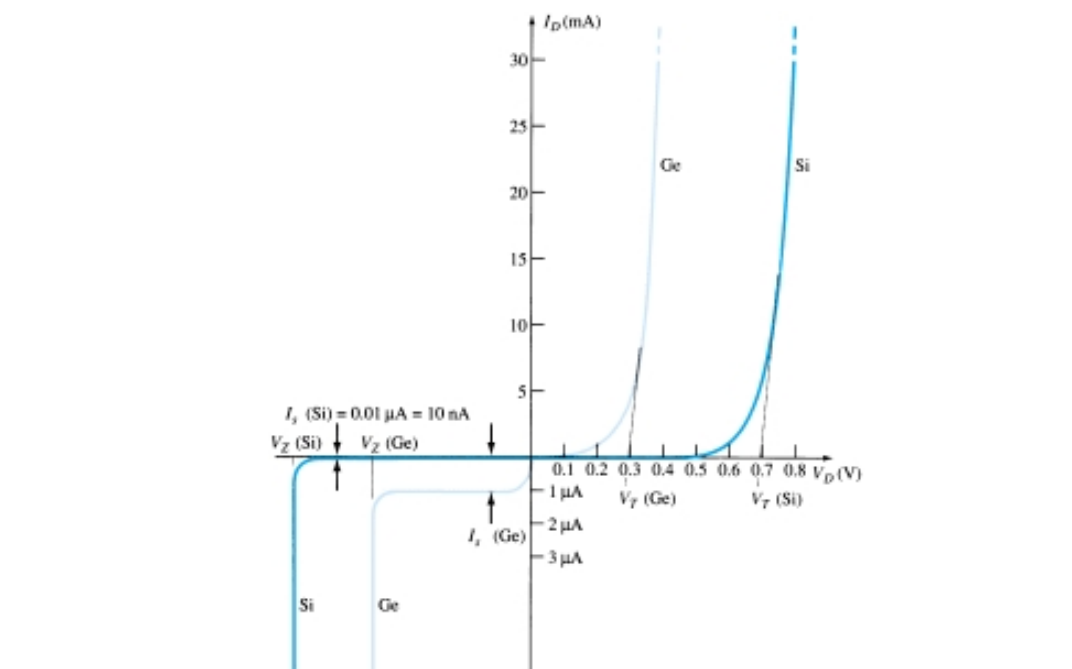 I_D (mA)
30
25
Ge
Si
20
15
10
5
I_s (Si) = 0.01 μA = 10 nA
V_Z (Si)
V_Z (Ge)
0.1 0.2 0.3 0.4 0.5 0.6 0.7 0.8 V_D (V)
1 μA
V_T (Ge)
V_T (Si)
2 μA
I_s (Ge)
3 μA
Si
Ge